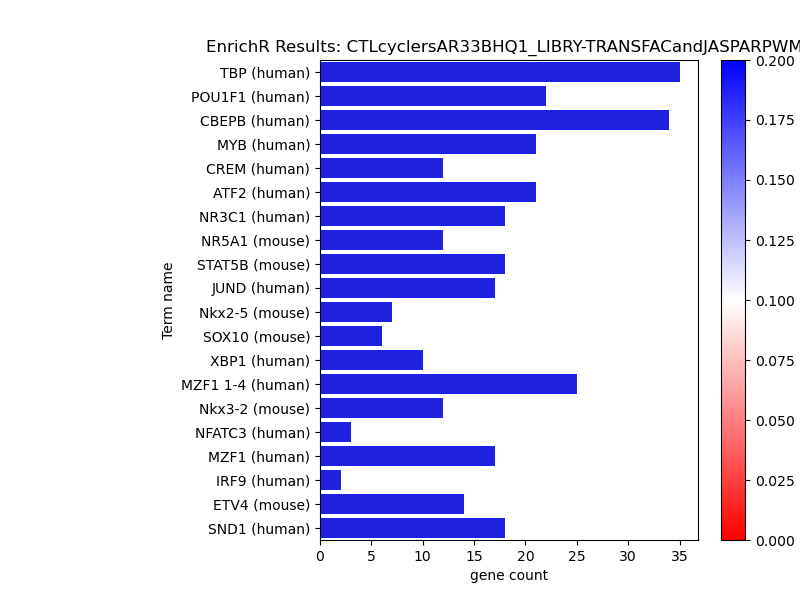 EnrichR Results: CTLcyclersAR33BHQ1_LIBRY-TRANSFACandJASPARPWM
TBP (human)
POU1F1 (human)
CBEPB (human)
MYB (human)
CREM (human)
ATF2 (human)
NR3C1 (human)
NR5A1 (mouse)
STAT5B (mouse)
JUND (human)
Nkx2-5 (mouse)
SOX10 (mouse)
XBP1 (human)
MZF1 1-4 (human)
Nkx3-2 (mouse)
NFATC3 (human)
MZF1 (human)
IRF9 (human)
ETV4 (mouse)
SND1 (human)
Term name
0 5 10 15 20 25 30 35
gene count
0.200
0.175
0.150
0.125
0.100
0.075
0.050
0.025
0.000